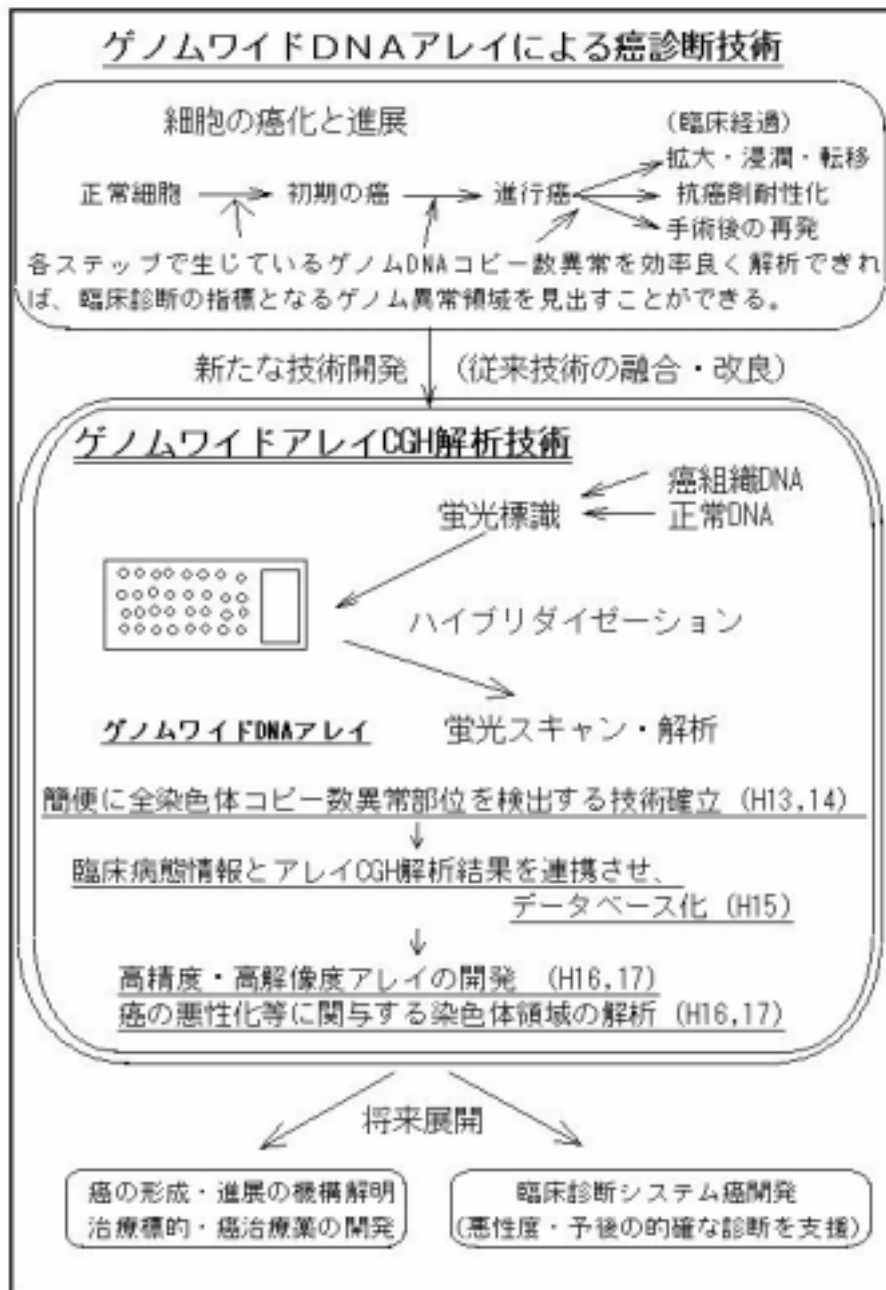 ゲノムワイドDNAアレイによる癌診断技術
細胞の癌化と進展
(臨床経過)
拡大・浸潤・転移
正常細胞
初期の癌
進行癌
抗癌剤耐性化
手術後の再発
各ステップで生じているゲノムDNAコピー数異常を効率良く解析できれ
ば、臨床診断の指標となるゲノム異常領域を見出すことができる。
新たな技術開発
(従来技術の融合・改良)
ゲノムワイドアレイCGH解析技術
癌組織DNA
蛍光標識
正常DNA
ハイブリダイゼーション
ゲノムワイドDNAアレイ
蛍光スキャン・解析
簡便に全染色体コピー数異常部位を検出する技術確立 (H13,14)
臨床病態情報とアレイCGH解析結果を連携させ、
データベース化 (H15)
高精度・高解像度アレイの開発 (H16,17)
癌の悪性化等に関与する染色体領域の解析 (H16,17)
将来展開
癌の形成・進展の機構解明
治療標的・癌治療薬の開発
臨床診断システム癌開発
(悪性度・予後の的確な診断を支援)